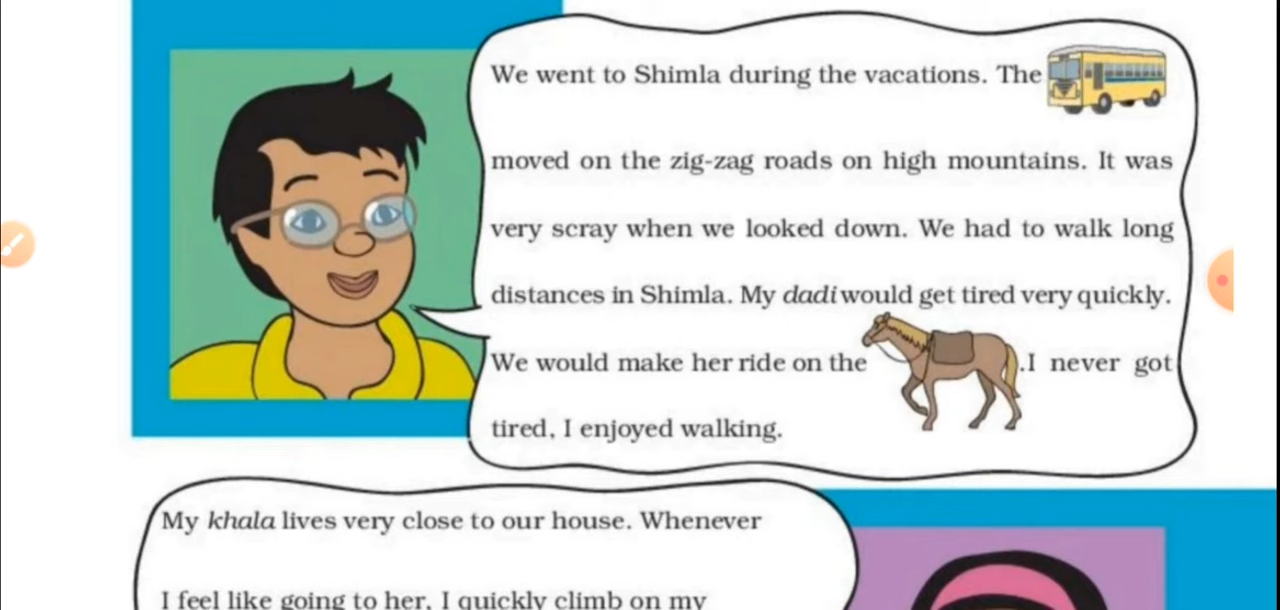 We went to Shimla during the vacations. The
moved on the zig-zag roads on high mountains. It was
very scray when we looked down. We had to walk long
distances in Shimla. My dadi would get tired very quickly.
We would make her ride on the .I never got
tired, I enjoyed walking.
My khala lives very close to our house. Whenever
I feel like going to her, I quickly climb on my